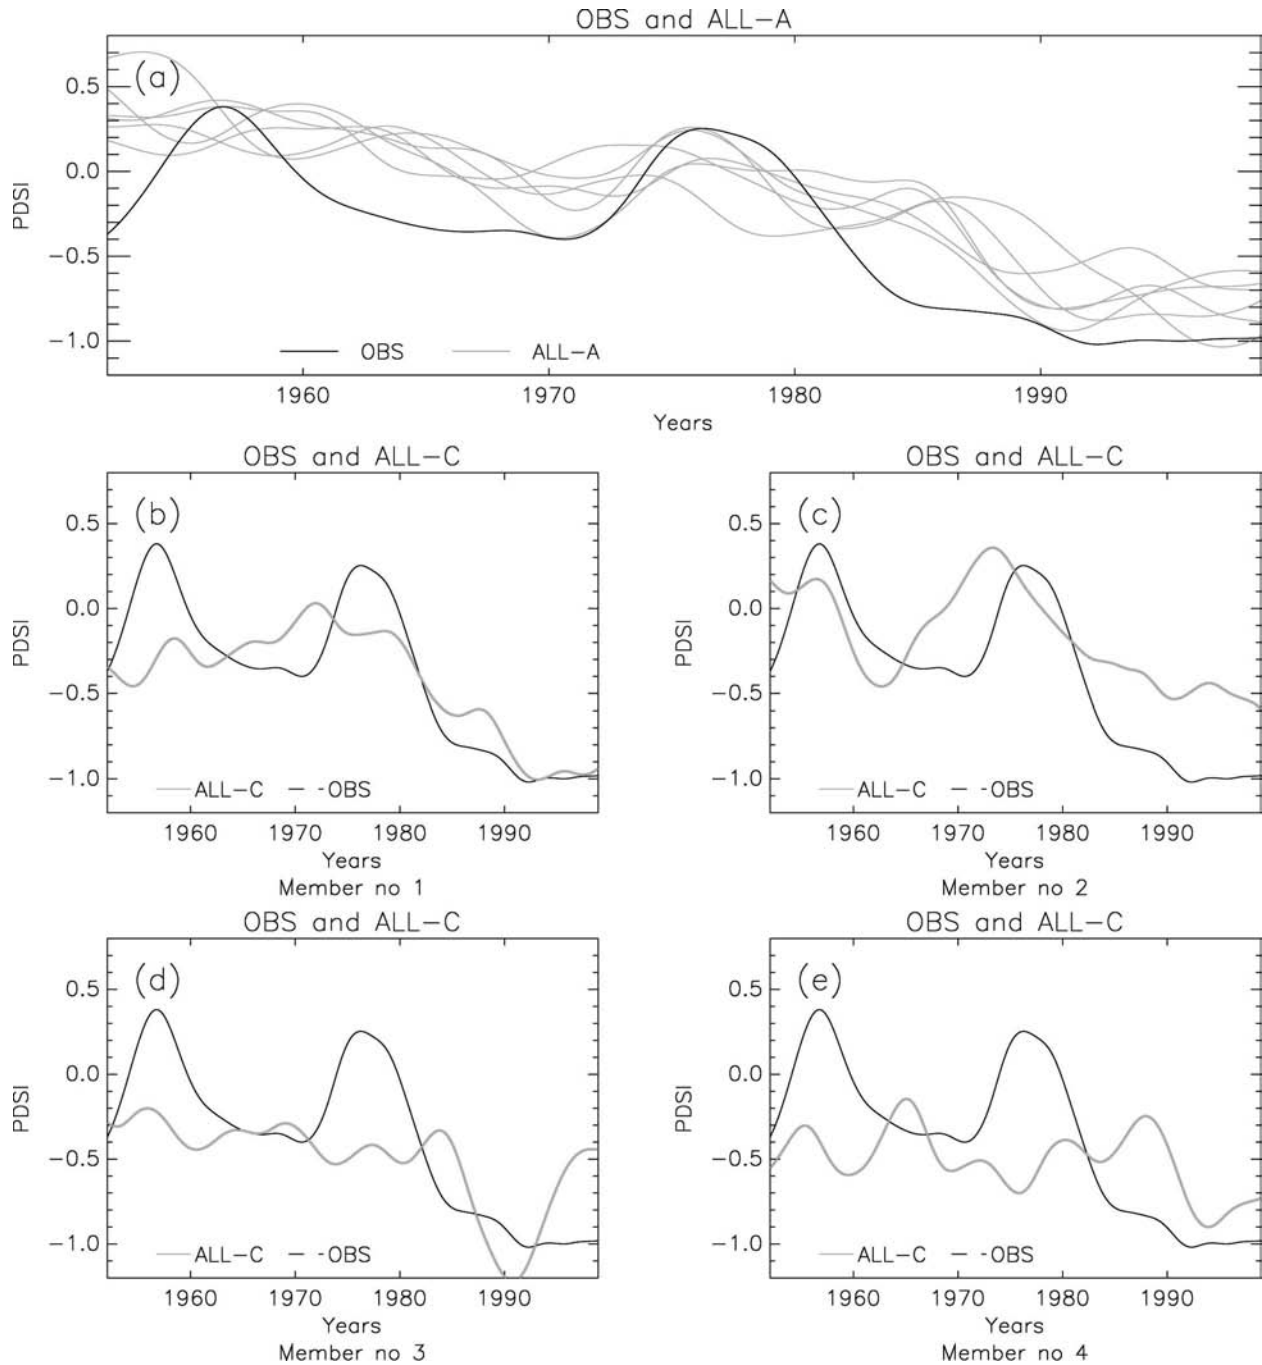 OBS and ALL-A
(a)
PDSI
0.5
0.0
-0.5
-1.0
OBS ALL-A
1960 1970 1980 1990
Years
OBS and ALL-C
(b)
PDSI
0.5
0.0
-0.5
-1.0
ALL-C OBS
1960 1970 1980 1990
Years
Member no 1
OBS and ALL-C
(c)
PDSI
0.5
0.0
-0.5
-1.0
ALL-C OBS
1960 1970 1980 1990
Years
Member no 2
OBS and ALL-C
(d)
PDSI
0.5
0.0
-0.5
-1.0
ALL-C OBS
1960 1970 1980 1990
Years
Member no 3
OBS and ALL-C
(e)
PDSI
0.5
0.0
-0.5
-1.0
ALL-C OBS
1960 1970 1980 1990
Years
Member no 4